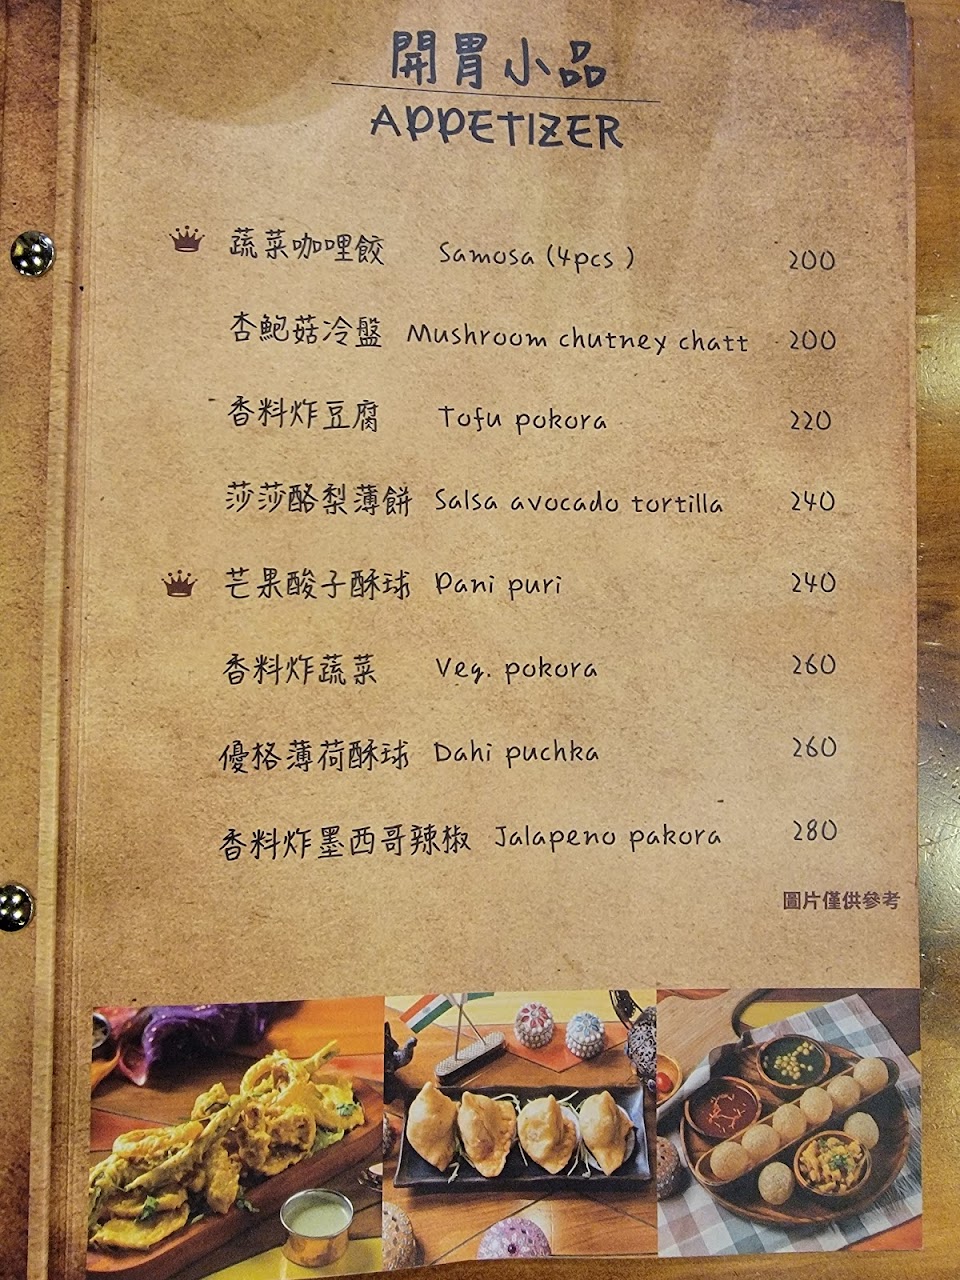 開胃小品
APPETIZER
蔬菜咖哩餃 Samosa (4pcs ) 200
杏鮑菇冷盤 Mushroom chutney chatt 200
香料炸豆腐 Tofu pokora 220
莎莎酪梨薄餅 Salsa avocado tortilla 240
芒果酸子酥球 Pani puri 240
香料炸蔬菜 Veg. pokora 260
優格薄荷酥球 Dahi puchka 260
香料炸墨西哥辣椒 Jalapeno pakora 280
圖片僅供參考